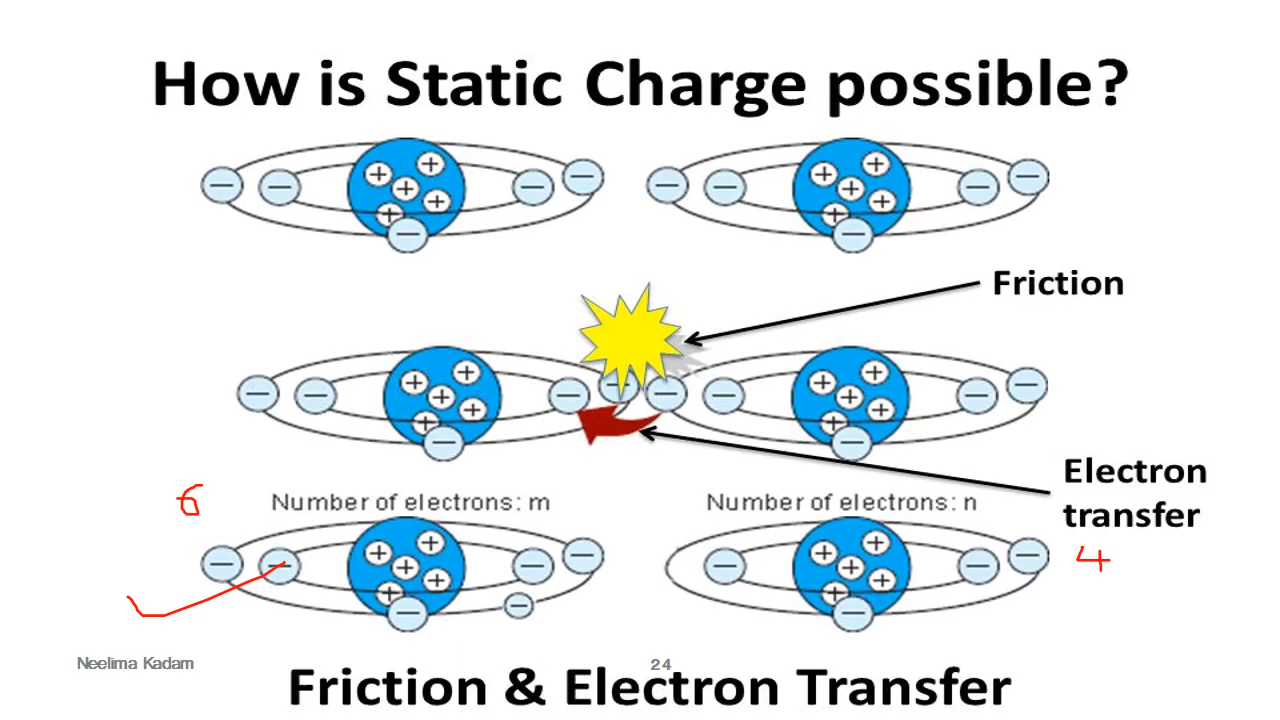 How is Static Charge possible?
Friction
Electron
transfer
6
Number of electrons: m
Number of electrons: n
4
Neelima Kadam
24
Friction & Electron Transfer